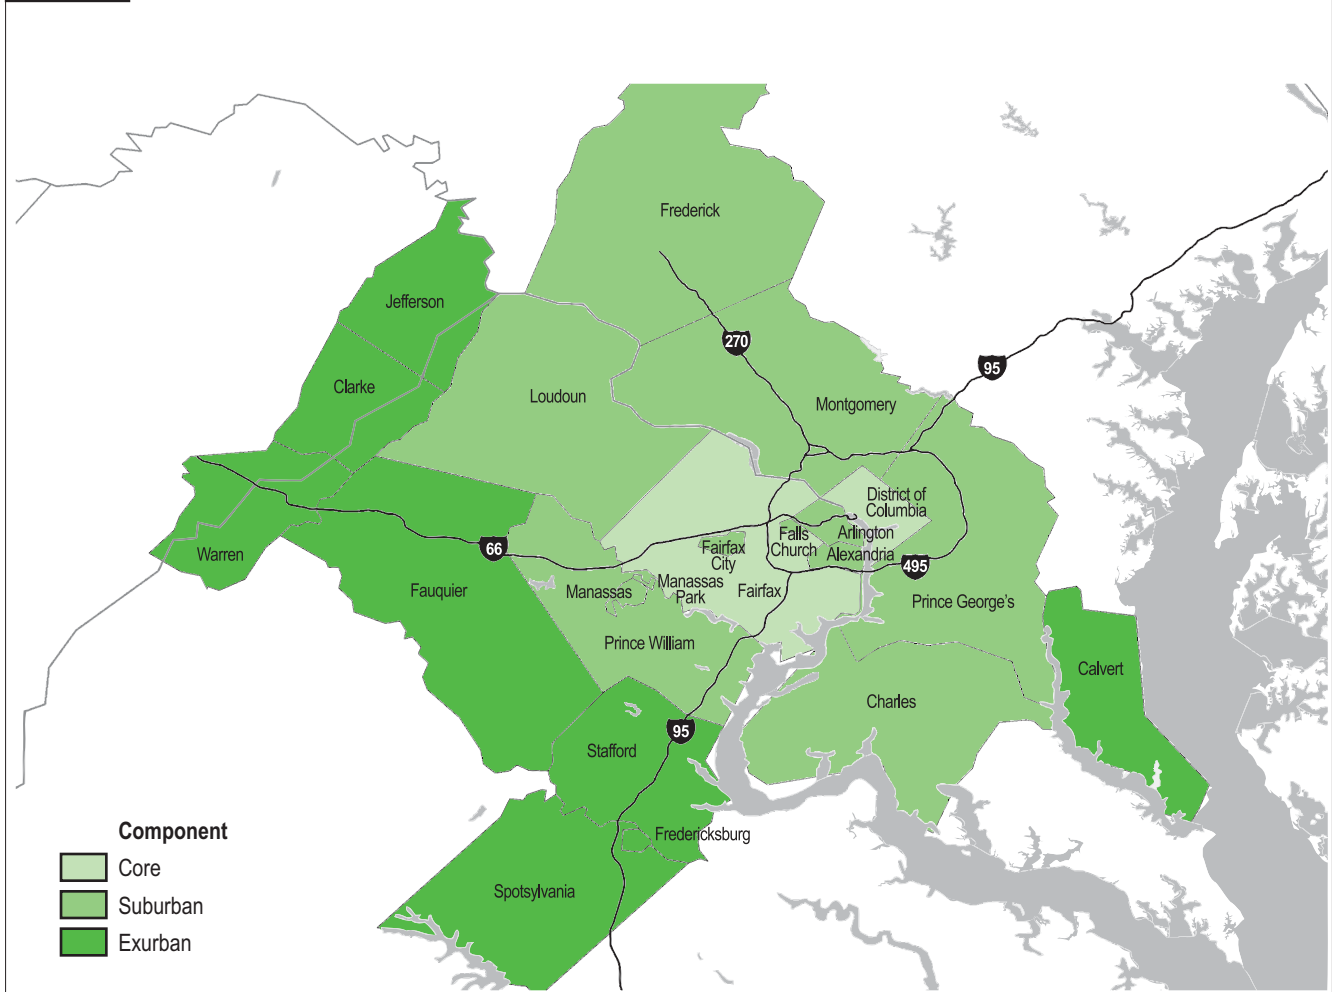 Frederick
Jefferson
270
95
Clarke
Loudoun
Montgomery
District of
Columbia
Falls
Church
Arlington
Alexandria
66
Fairfax
City
495
Warren
Fauquier
Manassas
Manassas
Park
Fairfax
Prince George's
Prince William
Calvert
Charles
95
Stafford
Fredericksburg
Spotsylvania
Component
Core
Suburban
Exurban